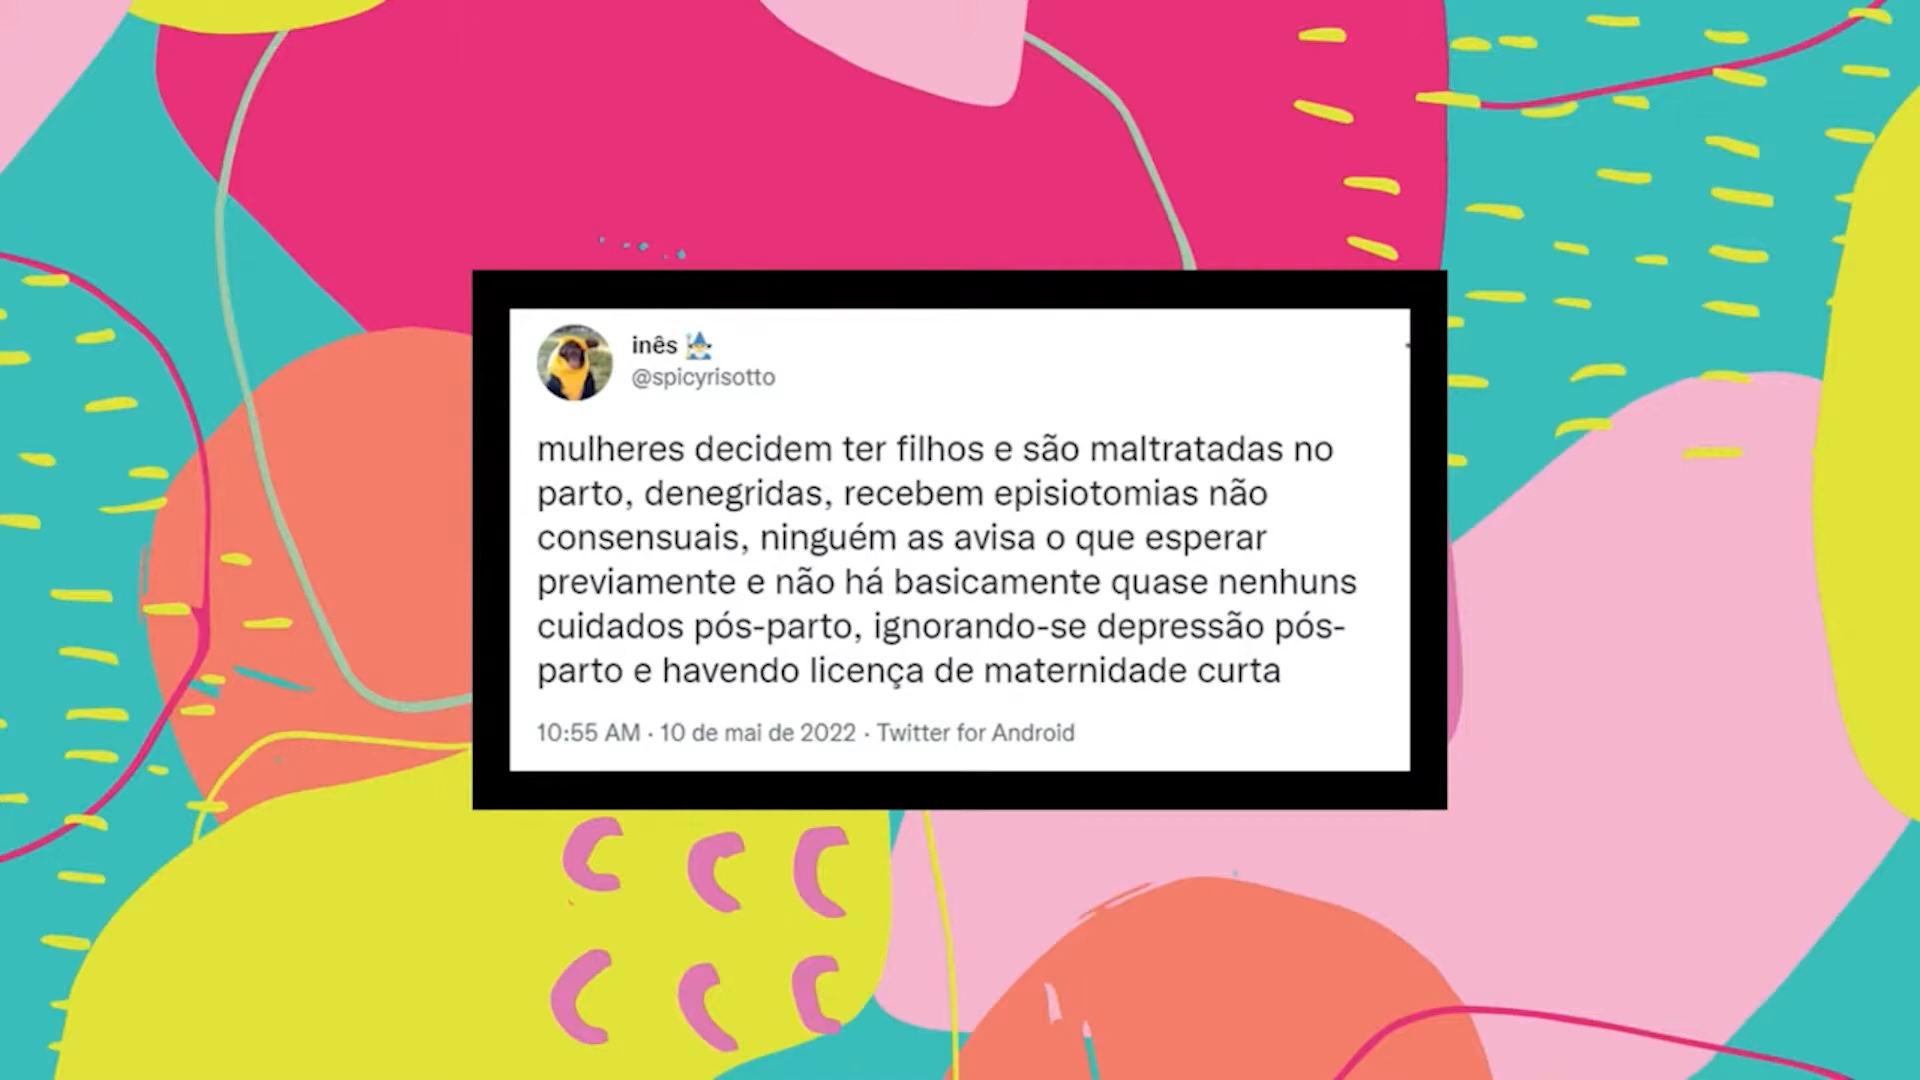 inês
@spicyrisotto
mulheres decidem ter filhos e são maltratadas no
parto, denegridas, recebem episiotomias não
consensuais, ninguém as avisa o que esperar
previamente e não há basicamente quase nenhuns
cuidados pós-parto, ignorando-se depressão pós-
parto e havendo licença de maternidade curta
10:55 AM · 10 de mai de 2022 · Twitter for Android